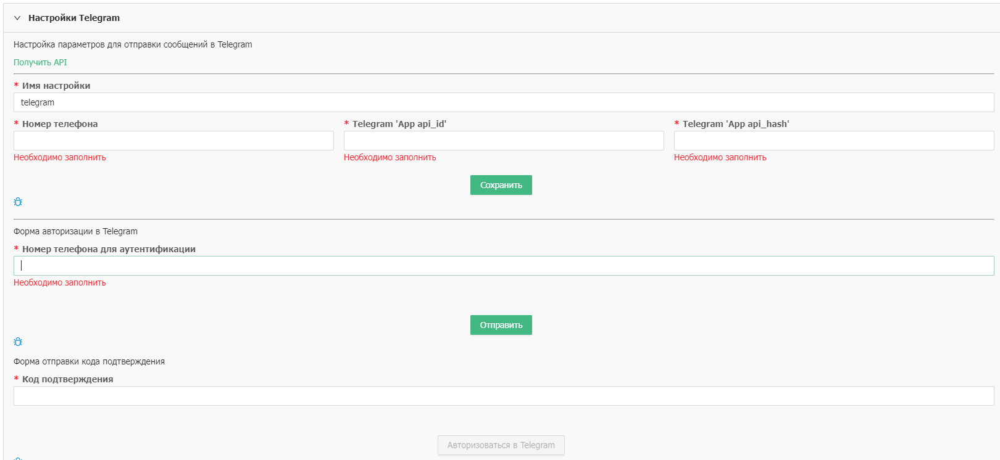 Настройки Telegram
Настройка параметров для отправки сообщений в Telegram
Получить API
* Имя настройки
telegram
* Номер телефона * Telegram 'App api_id' * Telegram 'App api_hash'
Необходимо заполнить Необходимо заполнить Необходимо заполнить
Сохранить
Форма авторизации в Telegram
* Номер телефона для аутентификации
Необходимо заполнить
Отправить
Форма отправки кода подтверждения
* Код подтверждения
Авторизоваться в Telegram